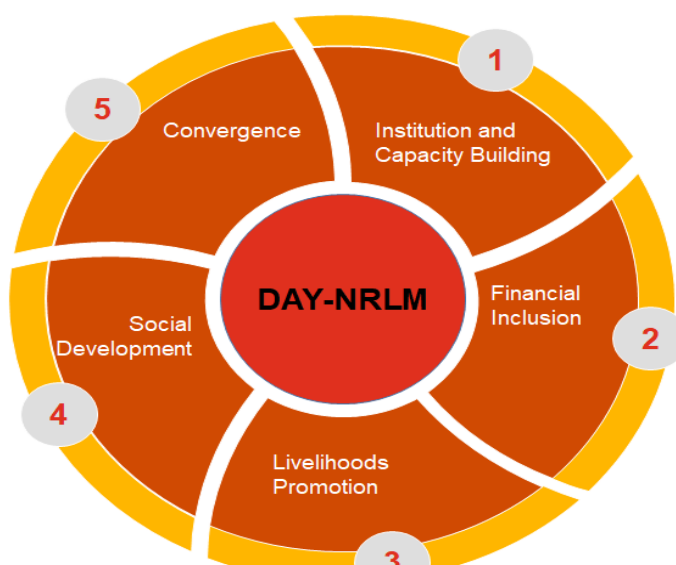 1
Institution and
Capacity Building
2
Financial
Inclusion
3
Livelihoods
Promotion
4
Social
Development
5
Convergence
DAY-NRLM